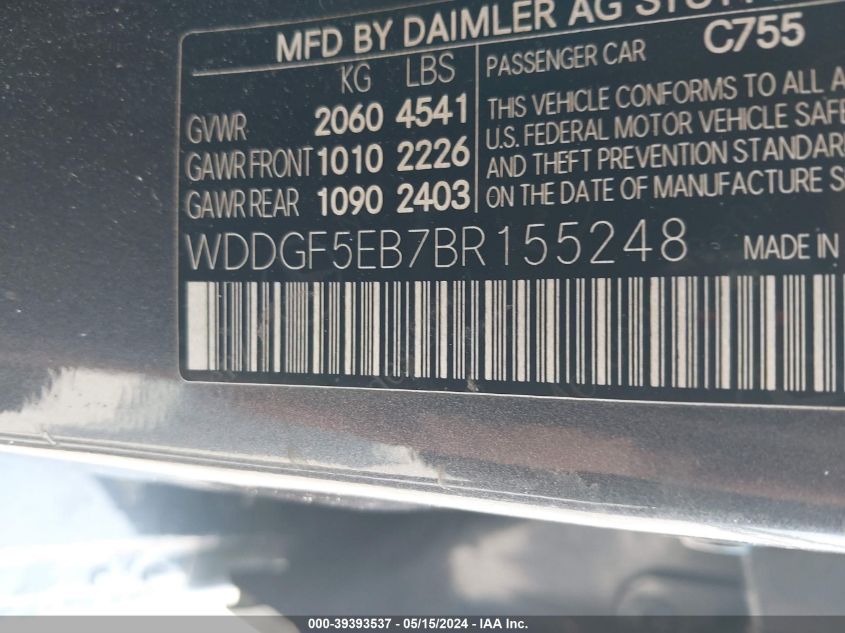 MFD BY DAIMLER AG
KG LBS
GVWR 2060 4541
GAWR FRONT 1010 2226
GAWR REAR 1090 2403
PASSENGER CAR C755
THIS VEHICLE CONFORMS TO ALL
U.S. FEDERAL MOTOR VEHICLE
AND THEFT PREVENTION
ON THE DATE OF MANUFACTURE
WDDGF5EB7BR155248 MADE IN
000-39393537 - 05/15/2024 - IAA Inc.